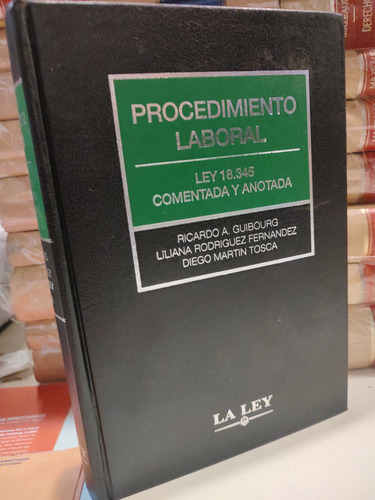 PROCEDIMIENTO
LABORAL
LEY 18.345
COMENTADA Y ANOTADA
RICARDO A. GUIBOURG
LILIANA RODRIGUEZ FERNANDEZ
DIEGO MARTIN TOSCA
LA LEY